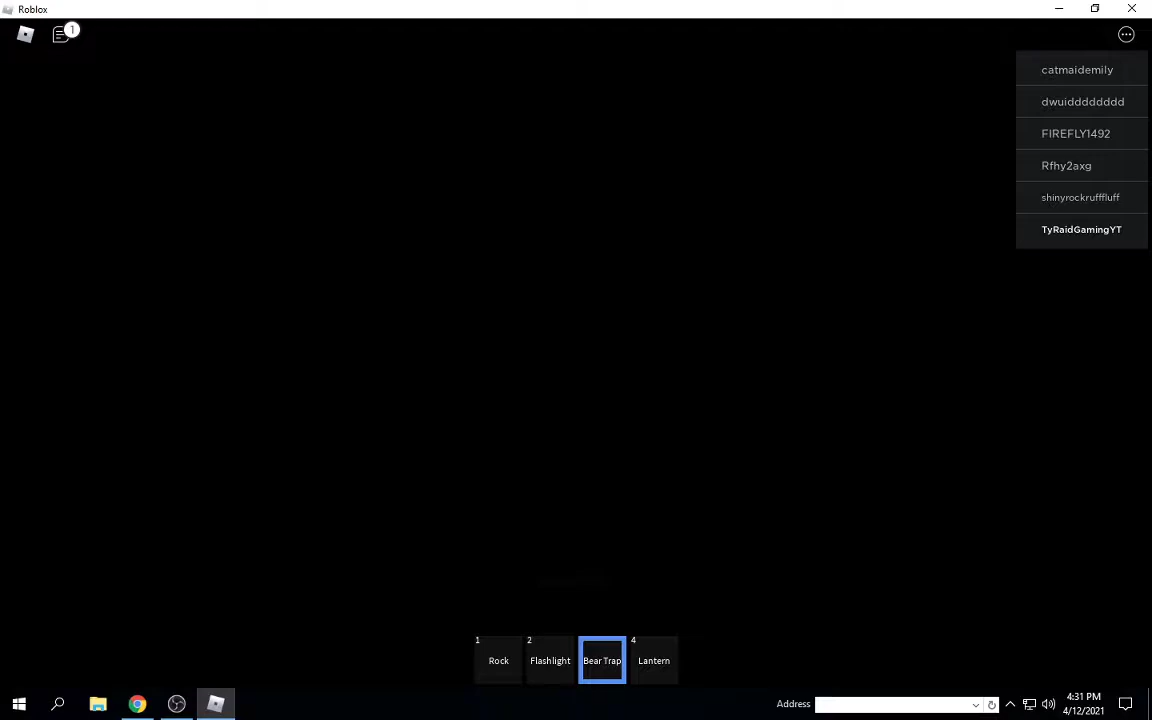 Roblox
1
catmaidemily
dwuidddddddd
FIREFLY1492
Rfhy2axg
shinyrockrufffluff
TyRaidGamingYT
1 2 4
Rock Flashlight Bear Trap Lantern
Address 4:31 PM
4/12/2021